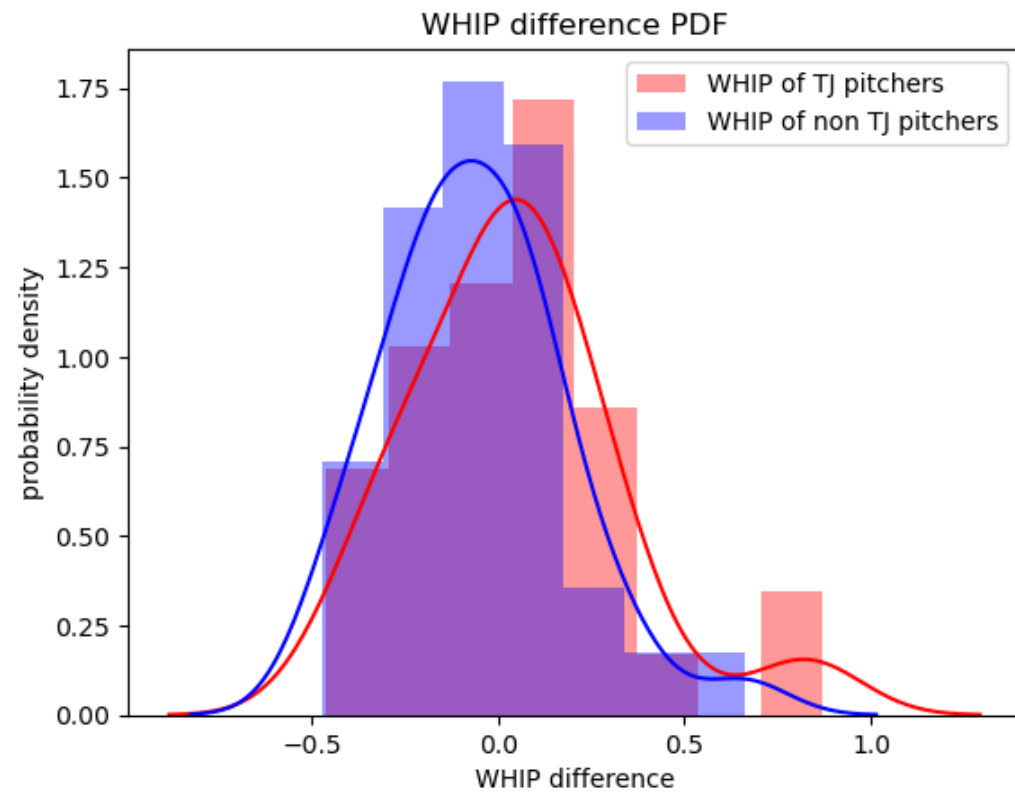 WHIP difference PDF
WHIP of TJ pitchers
WHIP of non TJ pitchers
probability density
1.75
1.50
1.25
1.00
0.75
0.50
0.25
0.00
−0.5
0.0
0.5
1.0
WHIP difference